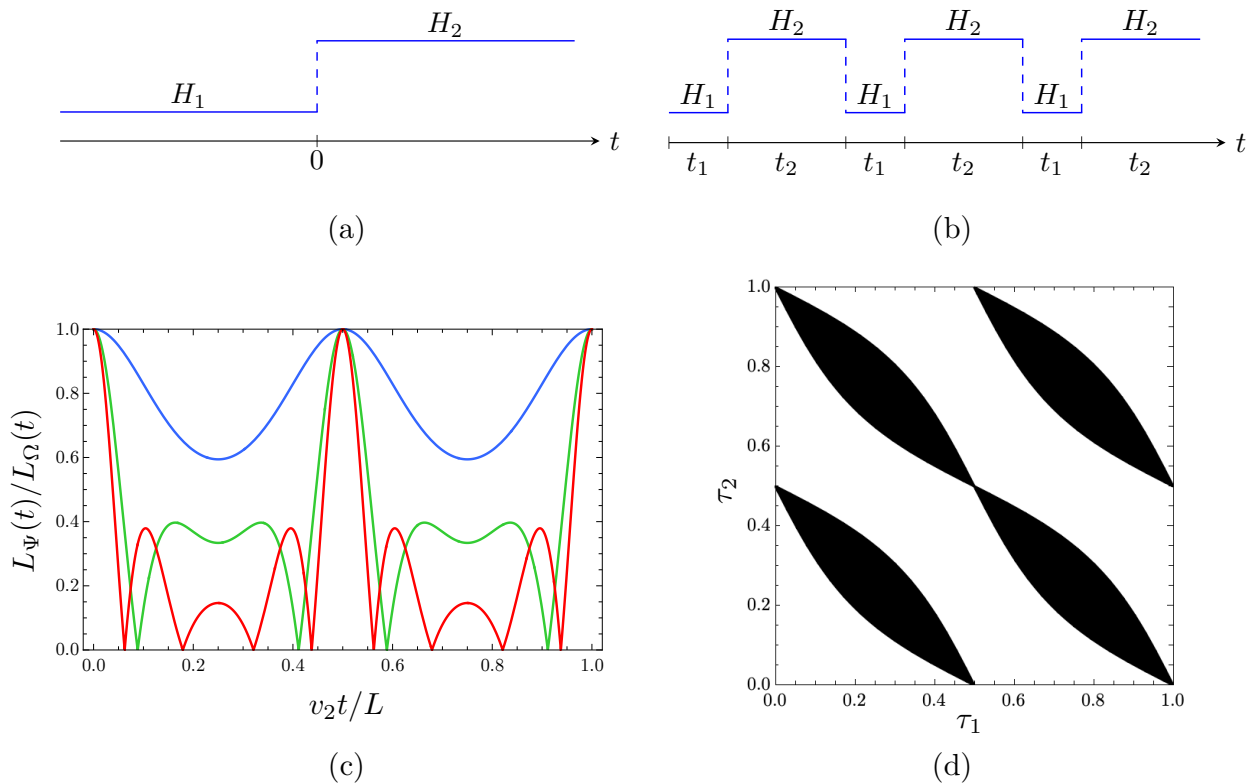 H₂
H₁
t
0
(a)
H₂ H₂ H₂
H₁ H₁ H₁
t
t₁ t₂ t₁ t₂ t₁ t₂
(b)
1.0
0.8
0.6
0.4
0.2
0.0
L_Ψ(t)/L_Ω(t)
0.0 0.2 0.4 0.6 0.8 1.0
v₂t/L
(c)
1.0
0.8
0.6
0.4
0.2
0.0
τ₂
0.0 0.2 0.4 0.6 0.8 1.0
τ₁
(d)